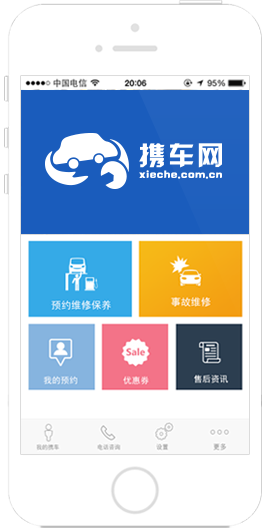 中国电信 20:06 95%
携车网
xieche.com.cn
预约维修保养 事故维修
Sale
我的预约 优惠券 售后资讯
我的携车 电话咨询 设置 更多